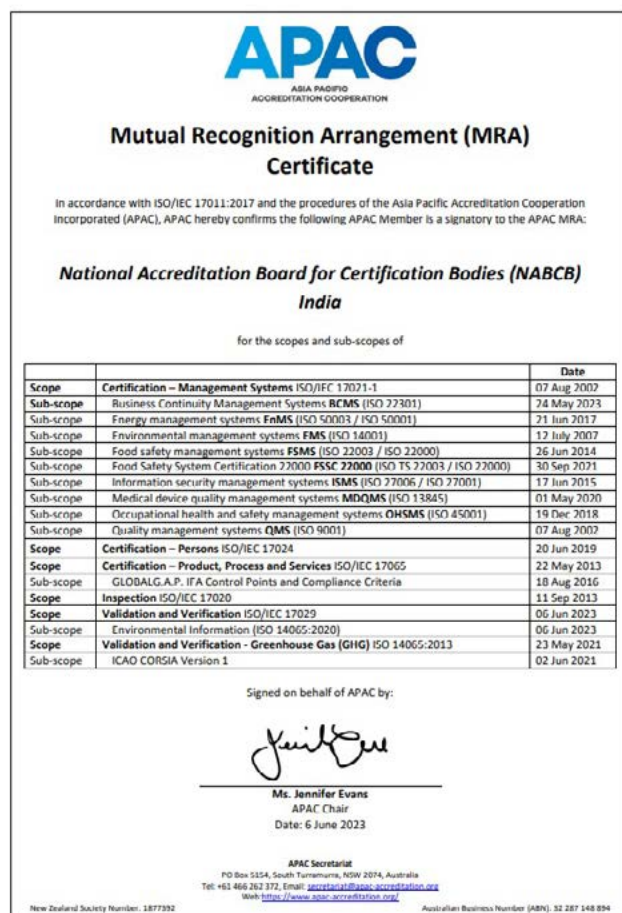 APAC
ASIA PACIFIC
ACCREDITATION COOPERATION
Mutual Recognition Arrangement (MRA)
Certificate
In accordance with ISO/IEC 17011:2017 and the procedures of the Asia Pacific Accreditation Cooperation
Incorporated (APAC), APAC hereby confirms the following APAC Member is a signatory to the APAC MRA:
National Accreditation Board for Certification Bodies (NABCB)
India
for the scopes and sub-scopes of
Date
Scope Certification – Management Systems ISO/IEC 17021-1 07 Aug 2002
Sub-scope Business Continuity Management Systems BCMS (ISO 22301) 24 May 2023
Sub-scope Energy management systems EnMS (ISO 50003 / ISO 50001) 21 Jun 2017
Sub-scope Environmental management systems EMS (ISO 14001) 12 July 2007
Sub-scope Food safety management systems FSMS (ISO 22003 / ISO 22000) 26 Jun 2014
Sub-scope Food Safety System Certification 22000 FSSC 22000 (ISO TS 22003 / ISO 22000) 30 Sep 2021
Sub-scope Information security management systems ISMS (ISO 27006 / ISO 27001) 17 Jun 2015
Sub-scope Medical device quality management systems MDQMS (ISO 13845) 01 May 2020
Sub-scope Occupational health and safety management systems OHSMS (ISO 45001) 19 Dec 2018
Sub-scope Quality management systems QMS (ISO 9001) 07 Aug 2002
Scope Certification – Persons ISO/IEC 17024 20 Jun 2019
Scope Certification – Product, Process and Services ISO/IEC 17065 22 May 2013
Sub-scope GLOBALG.A.P. IFA Control Points and Compliance Criteria 18 Aug 2016
Scope Inspection ISO/IEC 17020 11 Sep 2013
Scope Validation and Verification ISO/IEC 17029 06 Jun 2023
Sub-scope Environmental Information (ISO 14065:2020) 06 Jun 2023
Scope Validation and Verification - Greenhouse Gas (GHG) ISO 14065:2013 23 May 2021
Sub-scope ICAO CORSIA Version 1 02 Jun 2021
Signed on behalf of APAC by:
Ms. Jennifer Evans
APAC Chair
Date: 6 June 2023
APAC Secretariat
PO Box 5154, South Turramurra, NSW 2074, Australia
Tel: +61 466 262 372, Email: secretariat@apac-accreditation.org
Web:https://www.apac-accreditation.org/
New Zealand Society Number: 1877392 Australian Business Number (ABN): 32 287 148 894